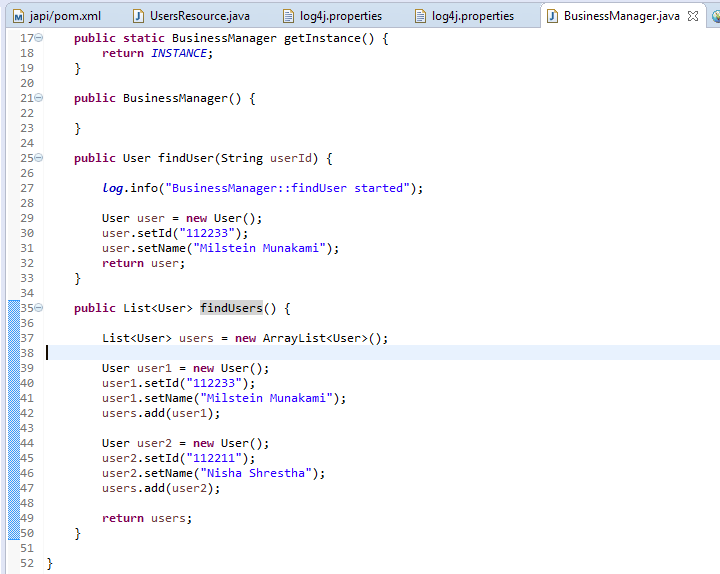 japi/pom.xml UsersResource.java log4j.properties log4j.properties BusinessManager.java
17 public static BusinessManager getInstance() {
18 return INSTANCE;
19 }
20
21 public BusinessManager() {
22
23 }
24
25 public User findUser(String userId) {
26
27 log.info("BusinessManager::findUser started");
28
29 User user = new User();
30 user.setId("112233");
31 user.setName("Milstein Munakami");
32 return user;
33 }
34
35 public List<User> findUsers() {
36
37 List<User> users = new ArrayList<User>();
38
39 User user1 = new User();
40 user1.setId("112233");
41 user1.setName("Milstein Munakami");
42 users.add(user1);
43
44 User user2 = new User();
45 user2.setId("112211");
46 user2.setName("Nisha Shrestha");
47 users.add(user2);
48
49 return users;
50 }
51
52 }